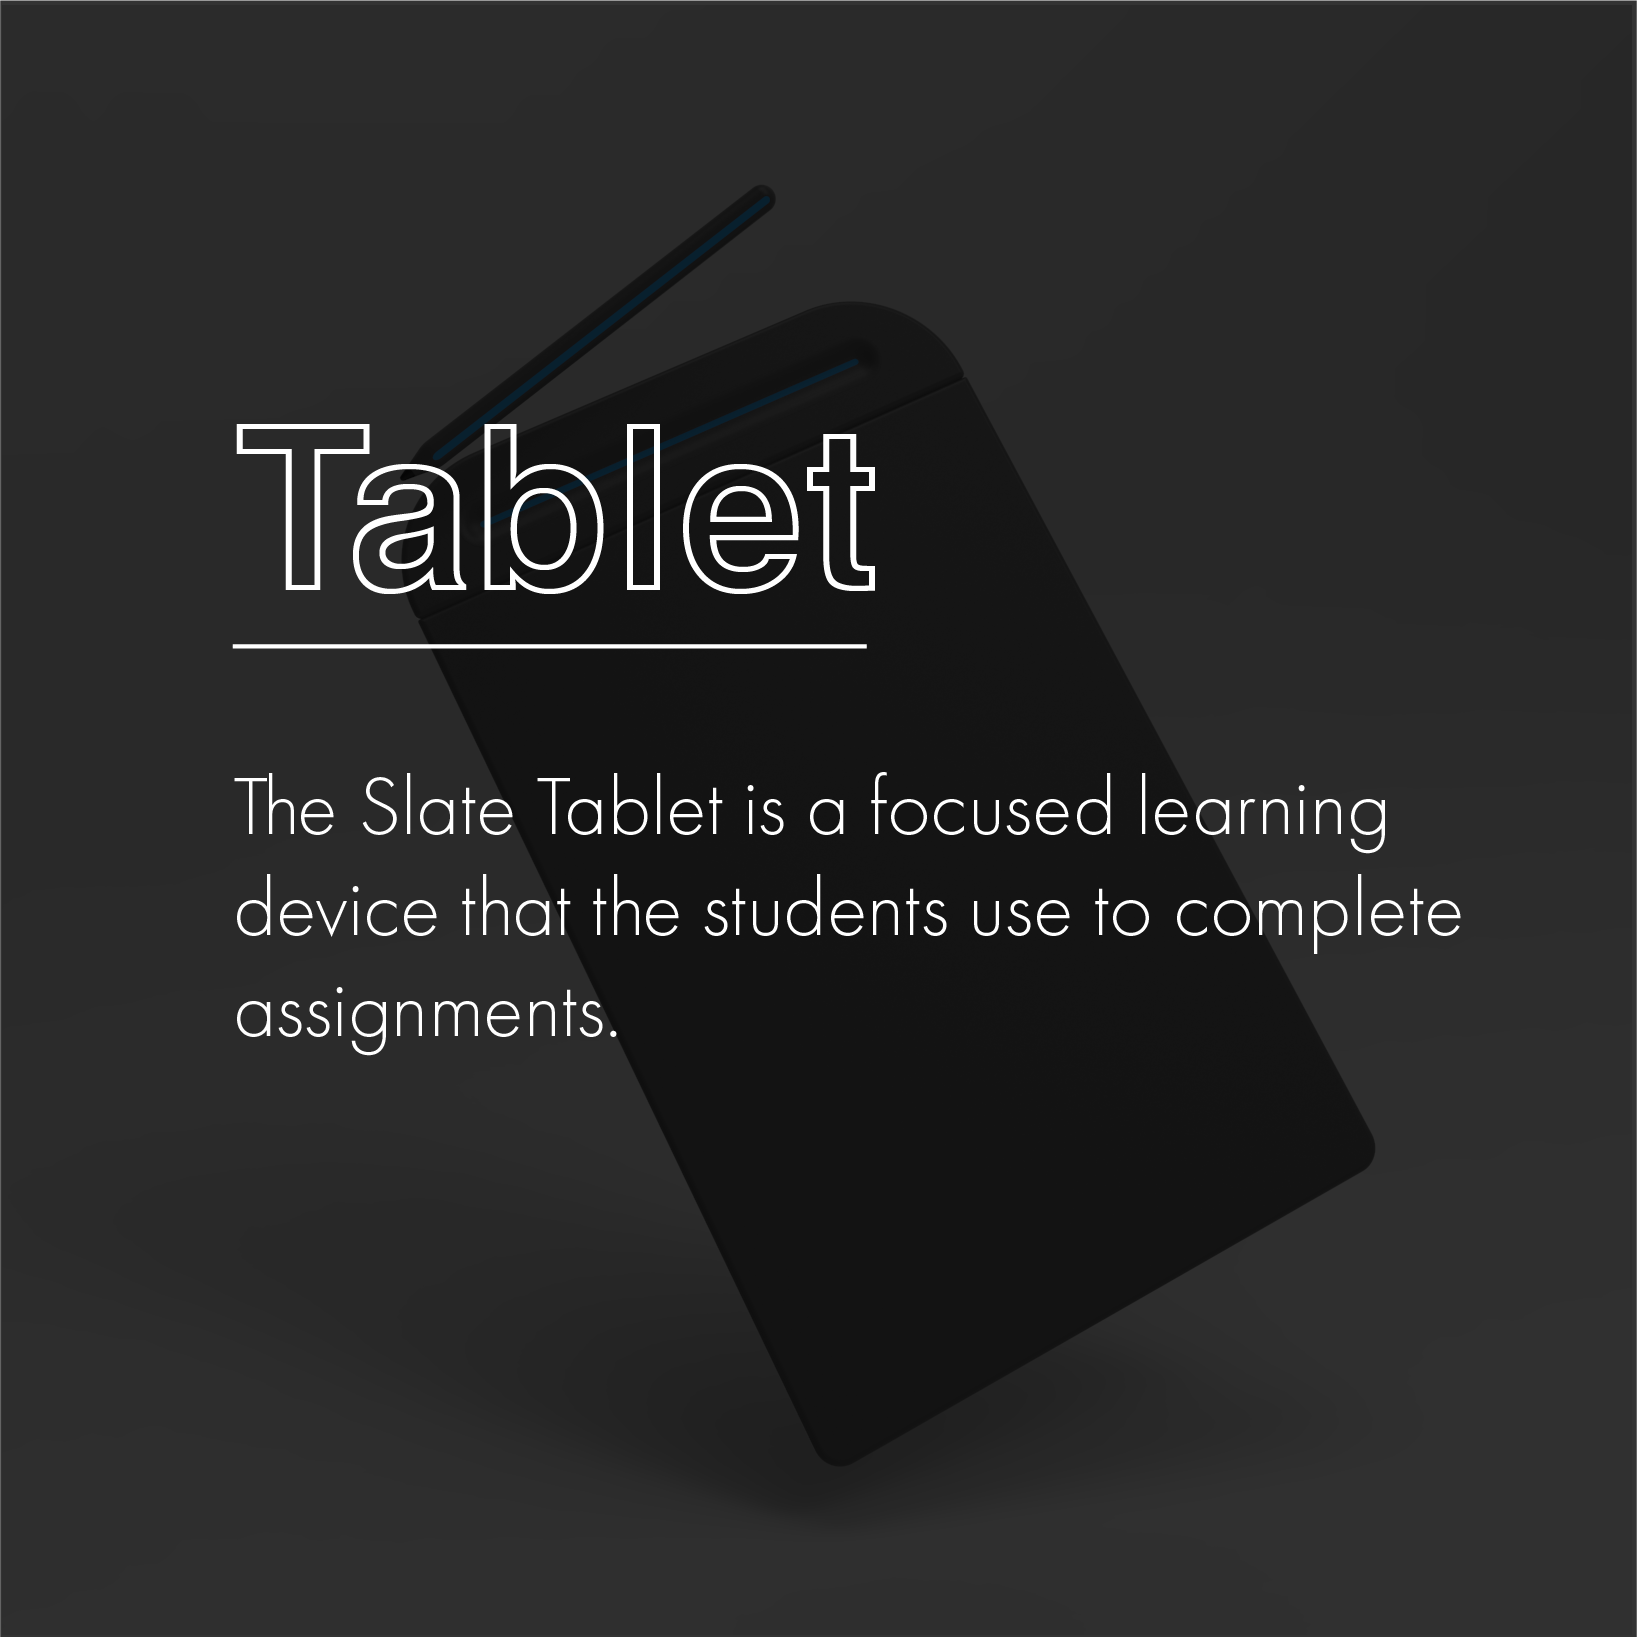 Tablet
The Slate Tablet is a focused learning
device that the students use to complete
assignments.